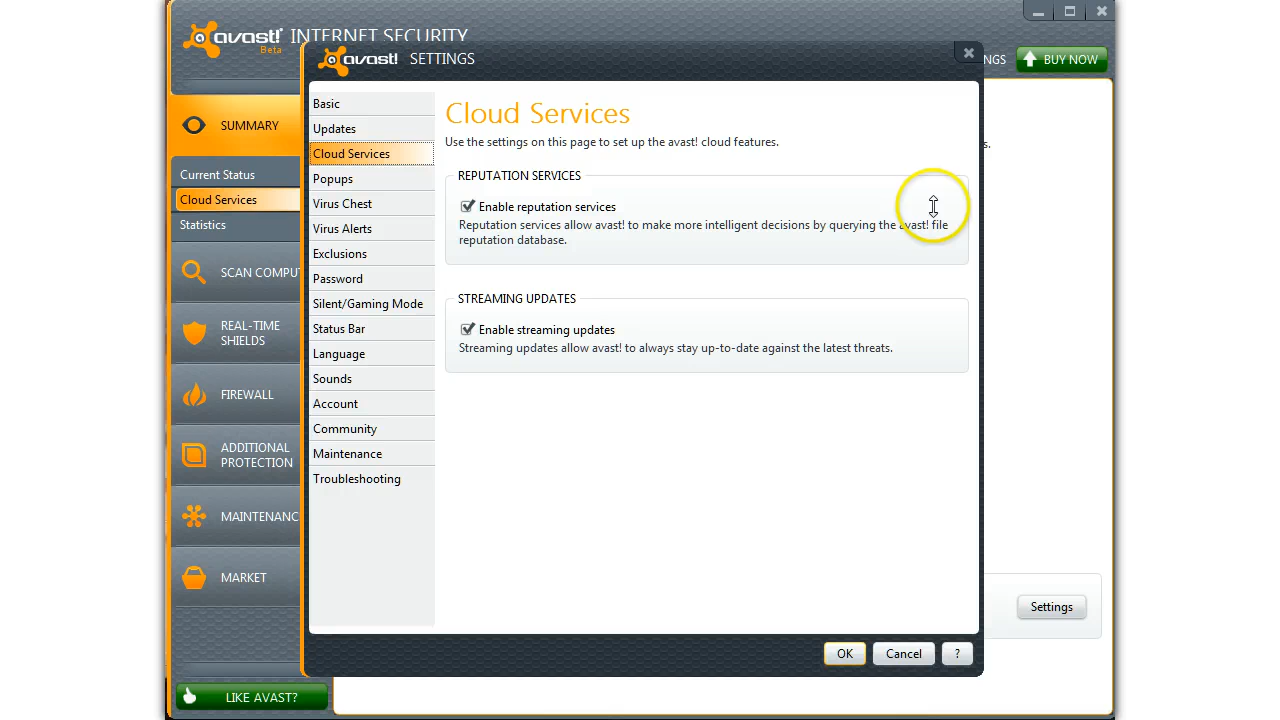 avast! INTERNET SECURITY
Beta
avast! SETTINGS
NGS
BUY NOW
SUMMARY
Current Status
Cloud Services
Statistics
SCAN COMPU
REAL-TIME
SHIELDS
FIREWALL
ADDITIONAL
PROTECTION
MAINTENANC
MARKET
LIKE AVAST?
Basic
Updates
Cloud Services
Popups
Virus Chest
Virus Alerts
Exclusions
Password
Silent/Gaming Mode
Status Bar
Language
Sounds
Account
Community
Maintenance
Troubleshooting
Cloud Services
Use the settings on this page to set up the avast! cloud features.
s.
REPUTATION SERVICES
Enable reputation services
Reputation services allow avast! to make more intelligent decisions by querying the avast! file
reputation database.
STREAMING UPDATES
Enable streaming updates
Streaming updates allow avast! to always stay up-to-date against the latest threats.
Settings
OK
Cancel
?